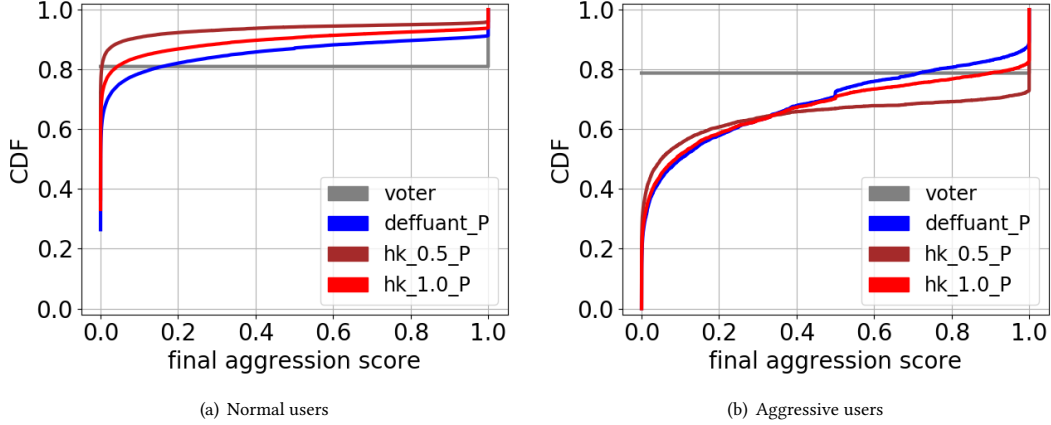 1.0
0.8
0.6
0.4
0.2
0.0
CDF
voter
deffuant_P
hk_0.5_P
hk_1.0_P
0.0 0.2 0.4 0.6 0.8 1.0
final aggression score
(a) Normal users
1.0
0.8
0.6
0.4
0.2
0.0
CDF
voter
deffuant_P
hk_0.5_P
hk_1.0_P
0.0 0.2 0.4 0.6 0.8 1.0
final aggression score
(b) Aggressive users